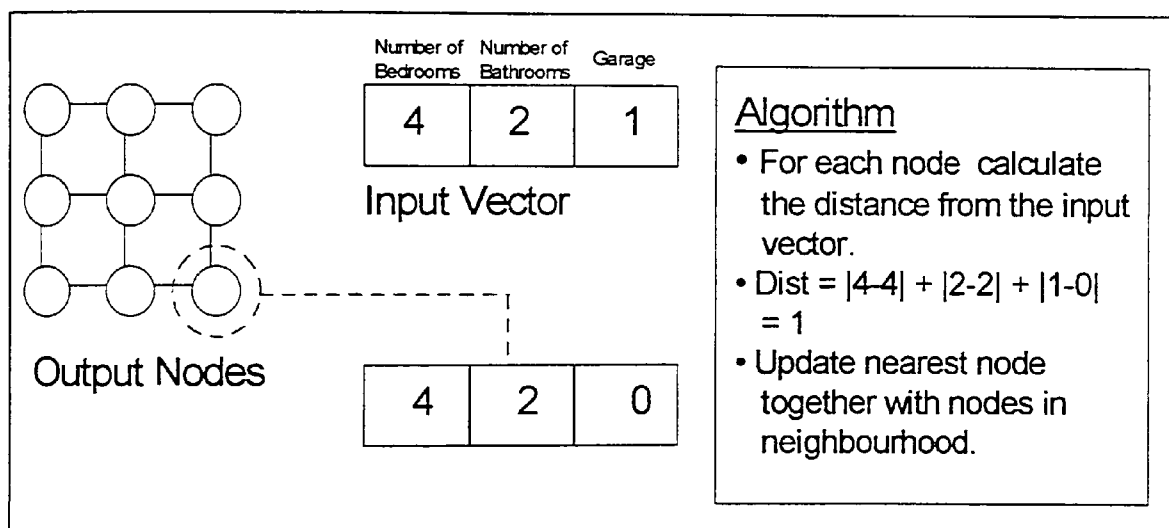 Number of Bedrooms
Number of Bathrooms
Garage
4 2 1
Input Vector
Output Nodes
4 2 0
Algorithm
• For each node calculate
the distance from the input
vector.
• Dist = |4-4| + |2-2| + |1-0|
= 1
• Update nearest node
together with nodes in
neighbourhood.